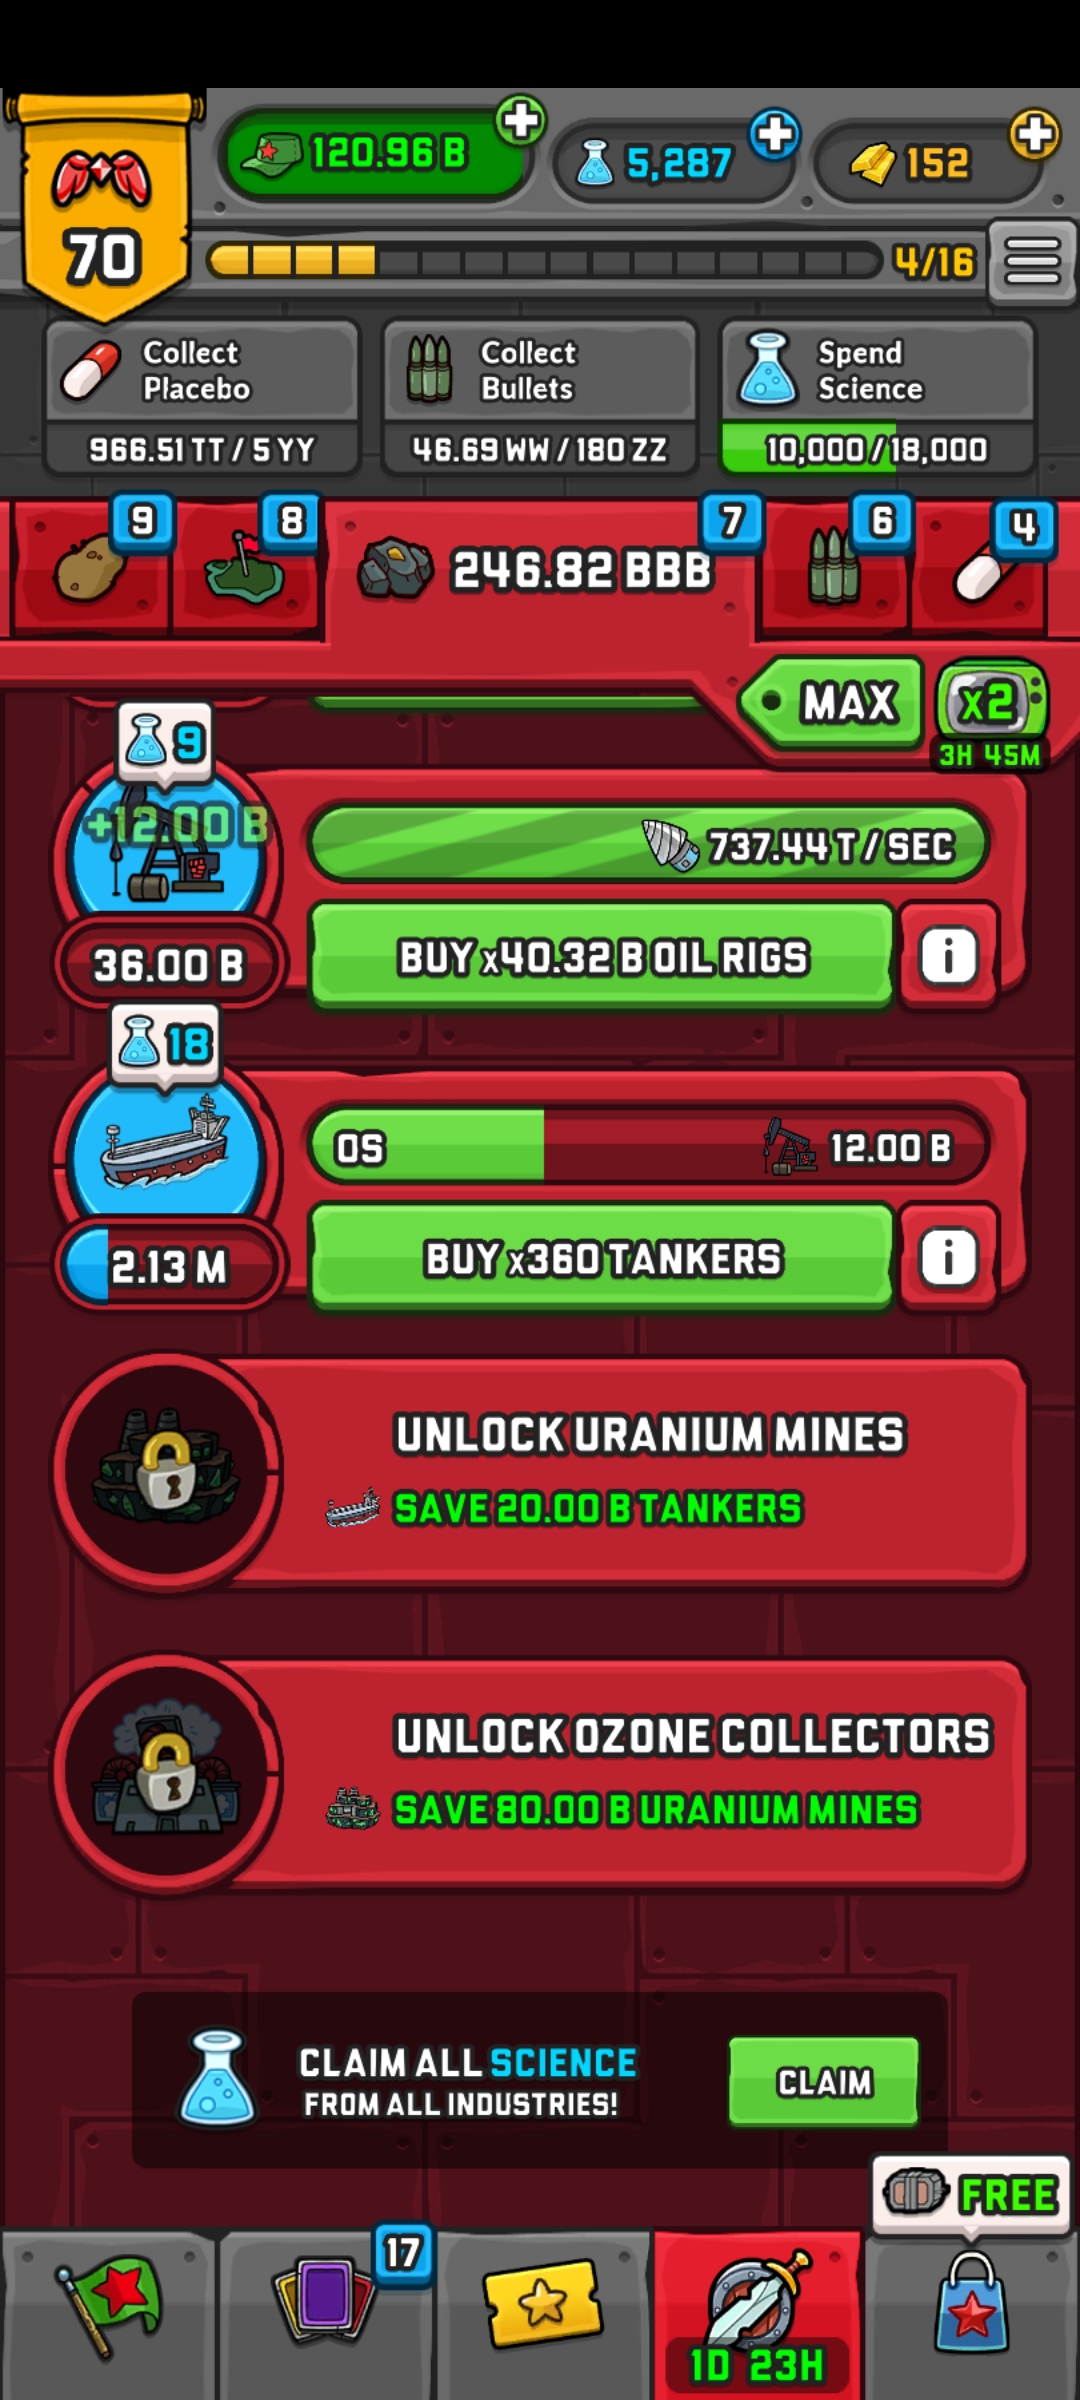 70
120.96 B
5,287
152
4/16
Collect
Placebo
966.51 TT / 5 YY
Collect
Bullets
46.69 WW / 180 ZZ
Spend
Science
10,000 / 18,000
9
8
246.82 BBB
7
6
4
MAX
x2
3H 45M
9
+12.00 B
737.44 T / SEC
36.00 B
BUY x40.32 B OIL RIGS
i
18
0S
12.00 B
2.13 M
BUY x360 TANKERS
i
UNLOCK URANIUM MINES
SAVE 20.00 B TANKERS
UNLOCK OZONE COLLECTORS
SAVE 80.00 B URANIUM MINES
CLAIM ALL SCIENCE
FROM ALL INDUSTRIES!
CLAIM
FREE
17
1D 23H